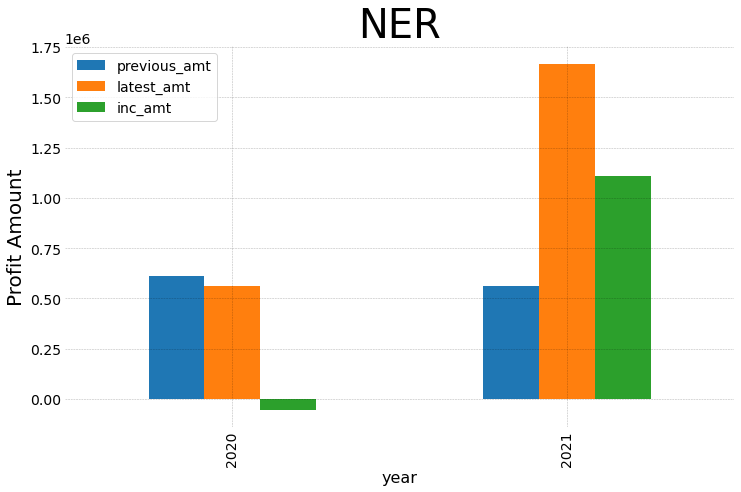 NER
1e6
1.75
1.50
1.25
1.00
0.75
0.50
0.25
0.00
Profit Amount
previous_amt
latest_amt
inc_amt
2020
2021
year